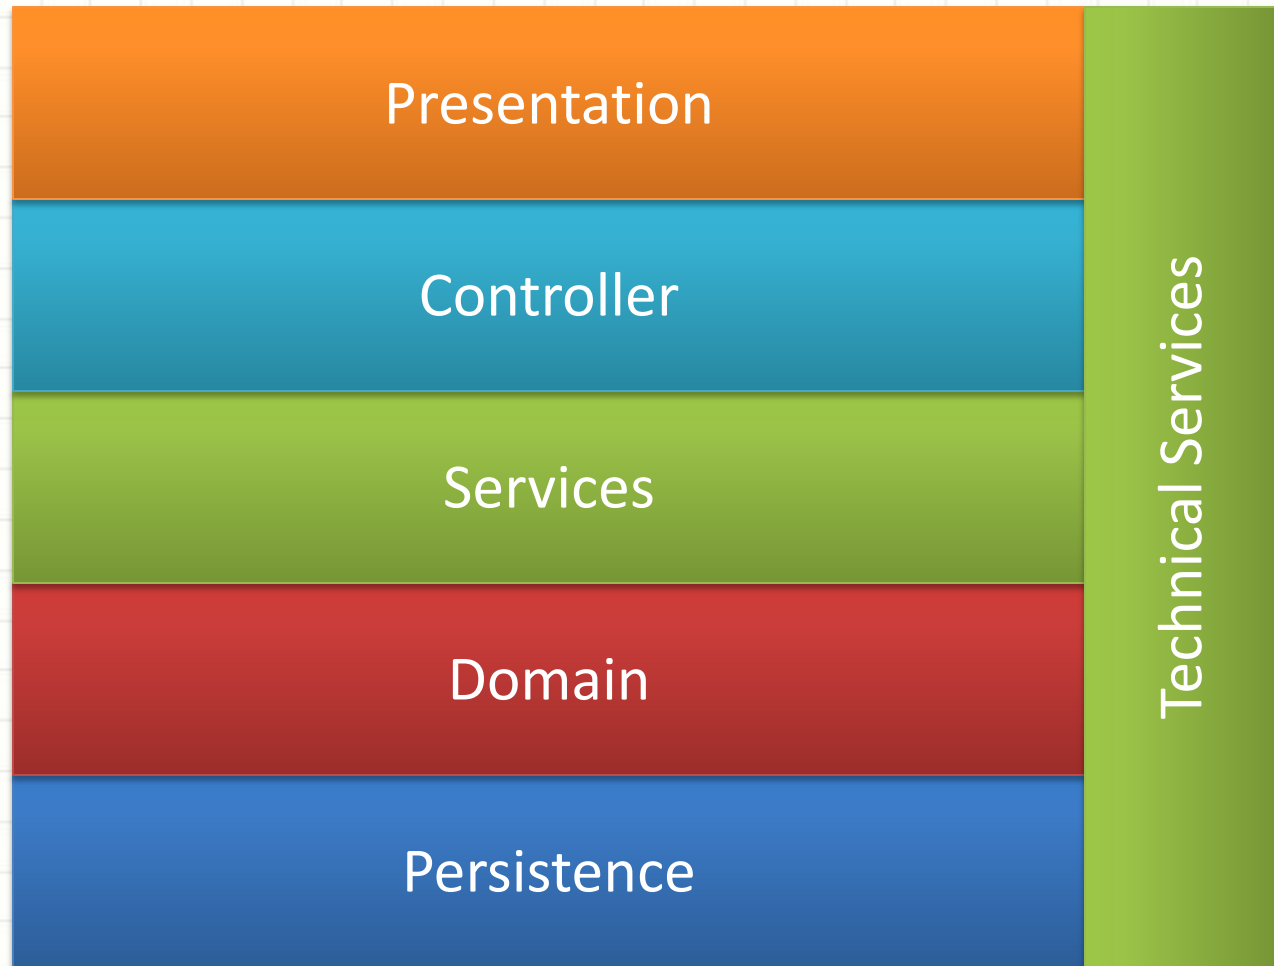 Presentation
Controller
Services
Domain
Persistence
Technical Services